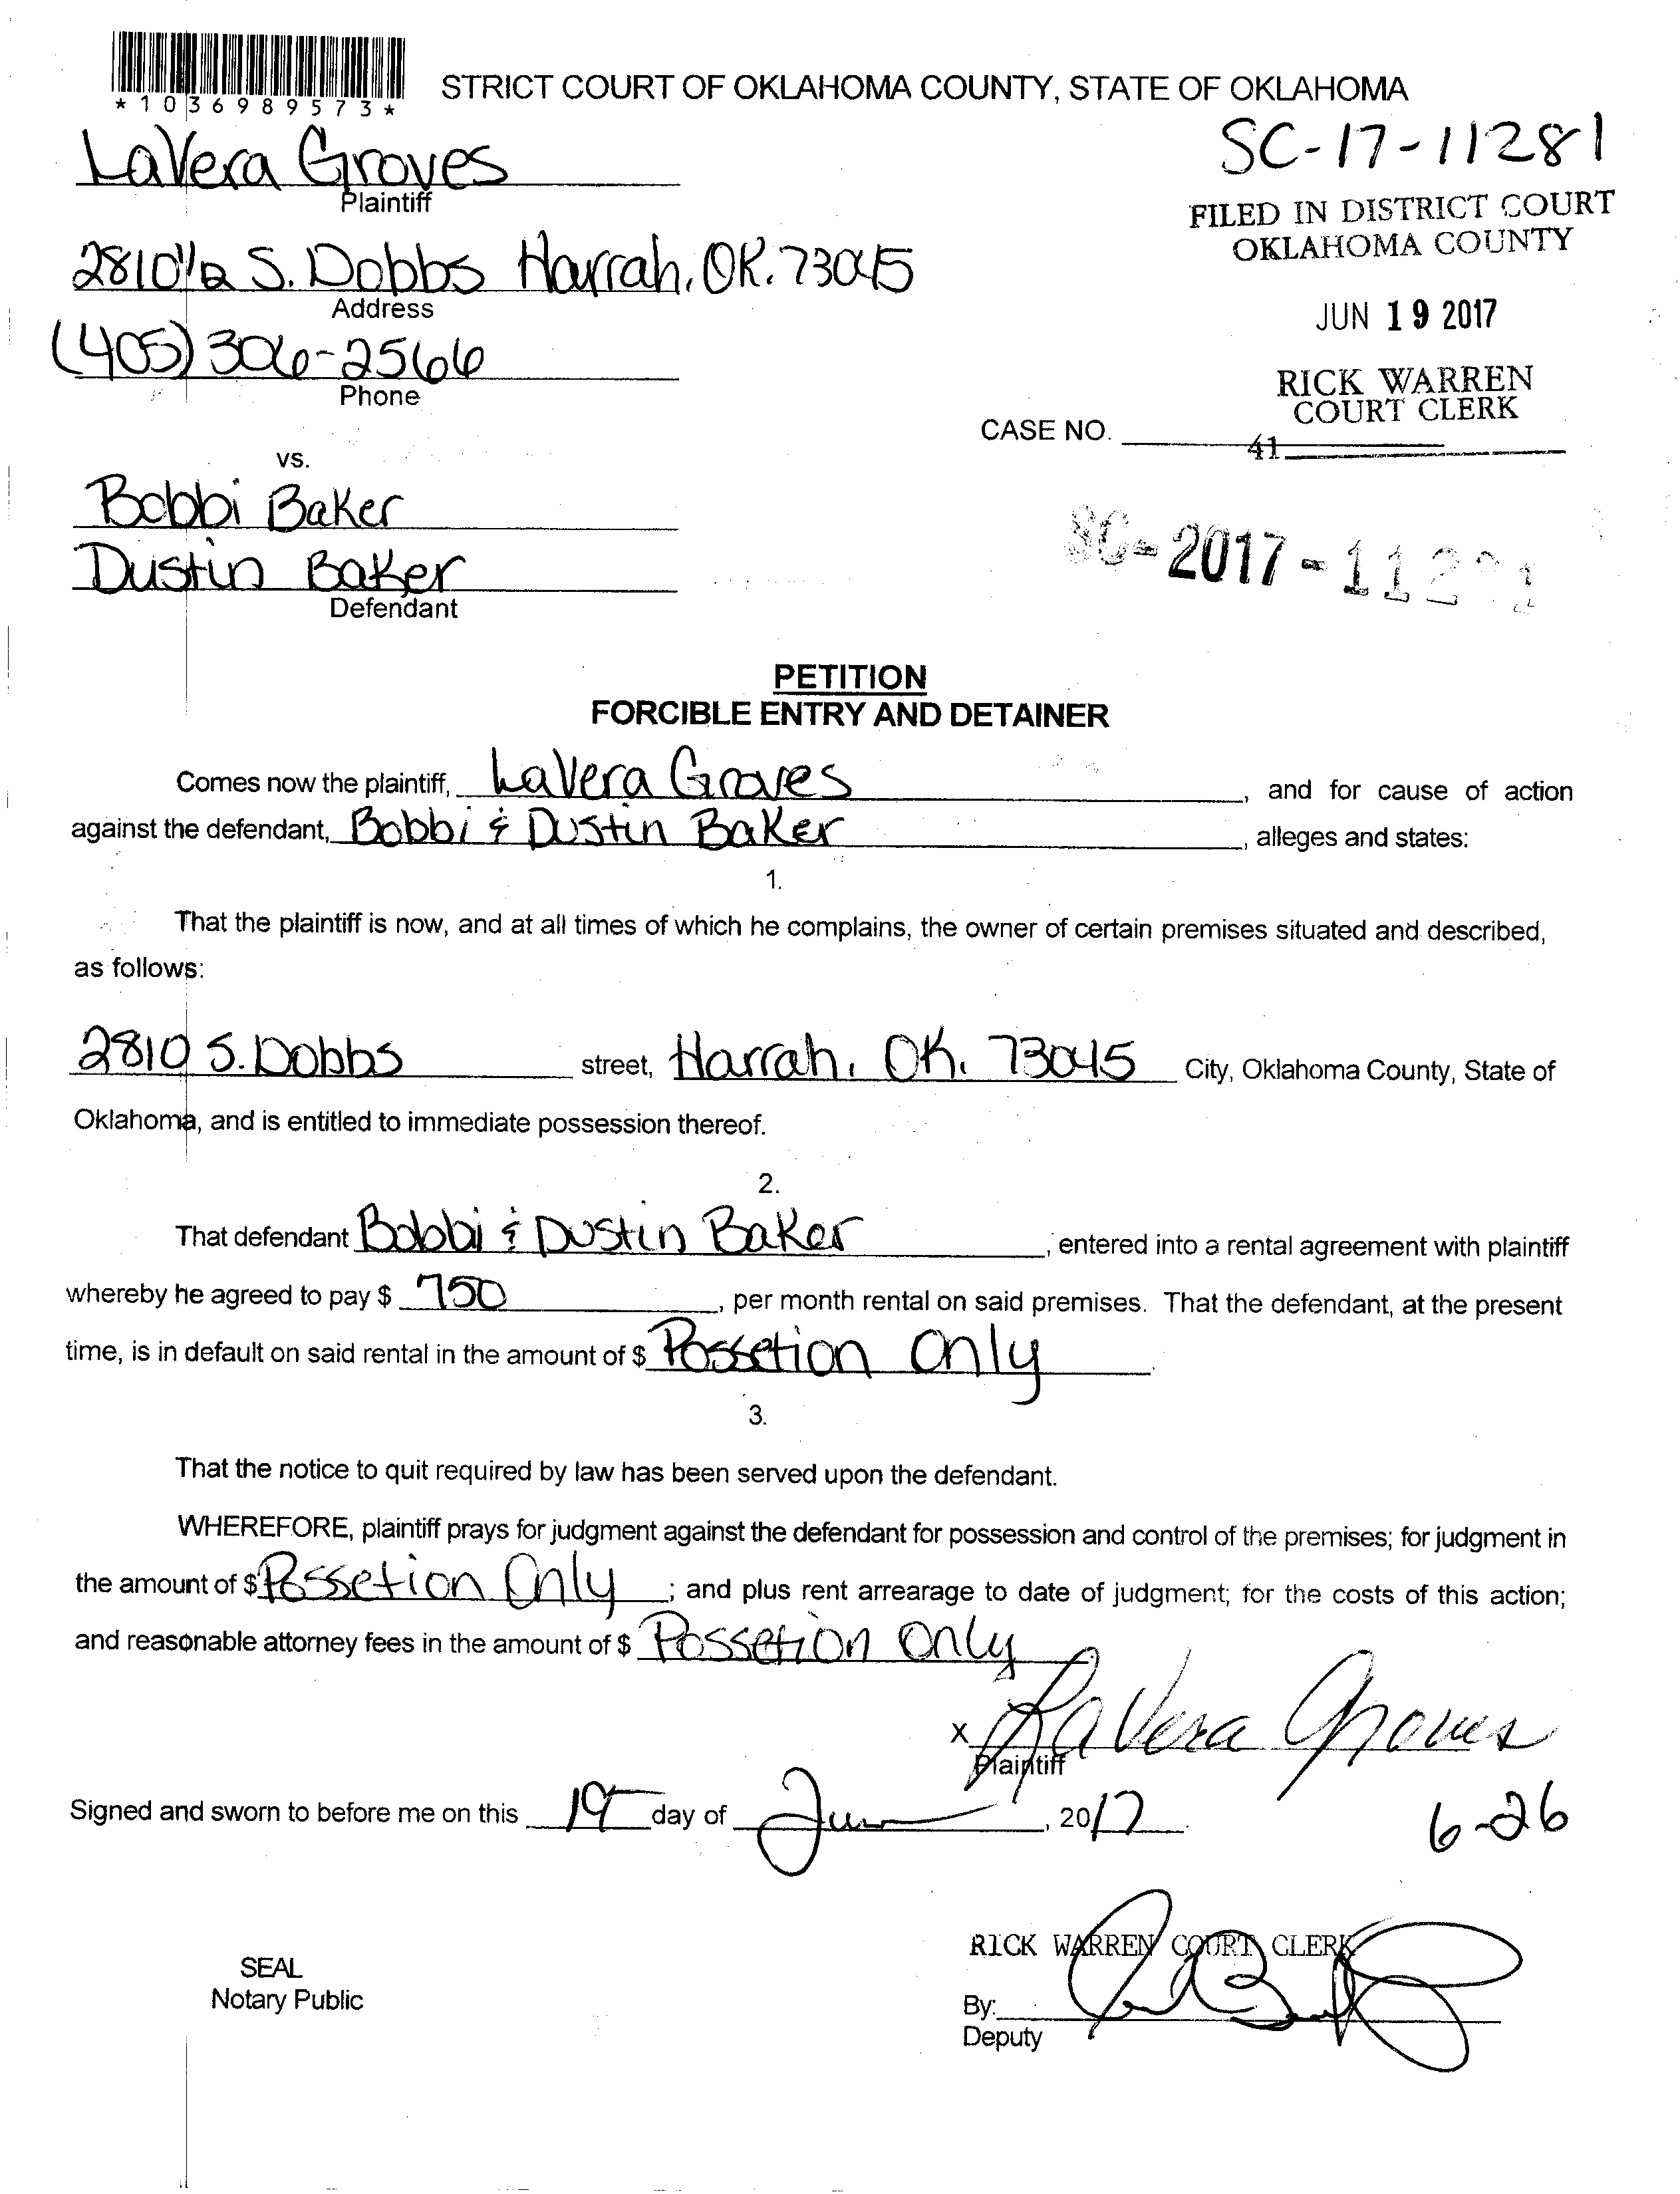 *1036989573*
STRICT COURT OF OKLAHOMA COUNTY, STATE OF OKLAHOMA
SC-17-11281
LaVera Groves
Plaintiff
FILED IN DISTRICT COURT
OKLAHOMA COUNTY
2810 1/2 S. Dobbs Harrah, OK. 73045
Address
JUN 19 2017
(405) 306-2566
Phone
RICK WARREN
COURT CLERK
CASE NO.
41
vs.
Bobbi Baker
Dustin Baker
Defendant
SC-2017-112 1
PETITION
FORCIBLE ENTRY AND DETAINER
Comes now the plaintiff, LaVera Groves, and for cause of action
against the defendant, Bobbi & Dustin Baker, alleges and states:
1.
That the plaintiff is now, and at all times of which he complains, the owner of certain premises situated and described,
as follows:
2810 S. Dobbs street, Harrah, OK. 73045 City, Oklahoma County, State of
Oklahoma, and is entitled to immediate possession thereof.
2.
That defendant Bobbi & Dustin Baker, entered into a rental agreement with plaintiff
whereby he agreed to pay $ 750, per month rental on said premises. That the defendant, at the present
time, is in default on said rental in the amount of $ Possetion Only.
3.
That the notice to quit required by law has been served upon the defendant.
WHEREFORE, plaintiff prays for judgment against the defendant for possession and control of the premises; for judgment in
the amount of $ Possetion Only; and plus rent arrearage to date of judgment; for the costs of this action;
and reasonable attorney fees in the amount of $ Possetion Only
x LaVera Groves
Plaintiff
Signed and sworn to before me on this 19 day of June, 2017.
6-26
RICK WARREN COURT CLERK
SEAL
Notary Public
By:
Deputy